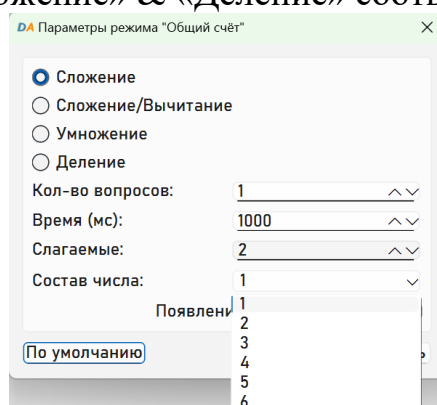 «Деление»
DA Параметры режима "Общий счёт"
Сложение
Сложение/Вычитание
Умножение
Деление
Кол-во вопросов: 1
Время (мс): 1000
Слагаемые: 2
Состав числа: 1
1
2
3
По умолчанию
4
5
6